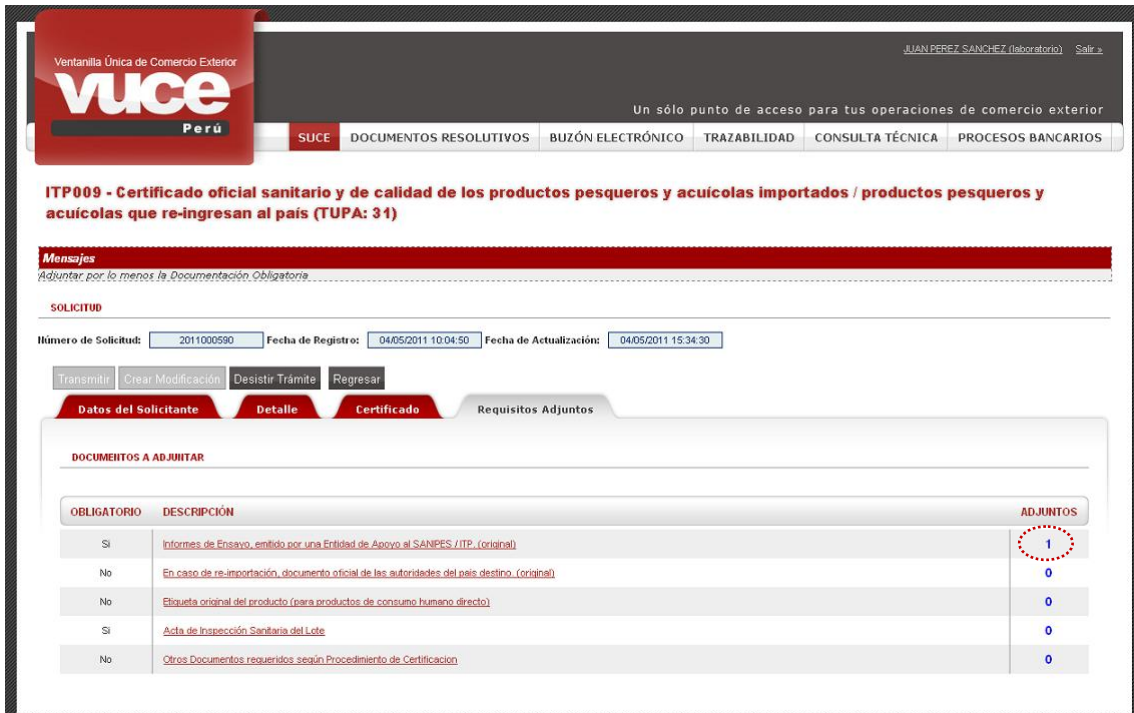 JUAN PEREZ SANCHEZ (laboratorio) Salir »
Ventanilla Única de Comercio Exterior
vuce
Perú
Un sólo punto de acceso para tus operaciones de comercio exterior
SUCE DOCUMENTOS RESOLUTIVOS BUZÓN ELECTRÓNICO TRAZABILIDAD CONSULTA TÉCNICA PROCESOS BANCARIOS
ITP009 - Certificado oficial sanitario y de calidad de los productos pesqueros y acuícolas importados / productos pesqueros y
acuícolas que re-ingresan al país (TUPA: 31)
Mensajes
Adjuntar por lo menos la Documentación Obligatoria
SOLICITUD
Número de Solicitud: 2011000590 Fecha de Registro: 04/05/2011 10:04:50 Fecha de Actualización: 04/05/2011 15:34:30
Transmitir Crear Modificación Desistir Trámite Regresar
Datos del Solicitante Detalle Certificado Requisitos Adjuntos
DOCUMENTOS A ADJUNTAR
OBLIGATORIO DESCRIPCIÓN ADJUNTOS
Si Informes de Ensayo, emitido por una Entidad de Apoyo al SANIPES / ITP. (original) 1
No En caso de re-importación, documento oficial de las autoridades del pais destino. (original) 0
No Etiqueta original del producto (para productos de consumo humano directo) 0
Si Acta de Inspección Sanitaria del Lote 0
No Otros Documentos requeridos según Procedimiento de Certificacion 0